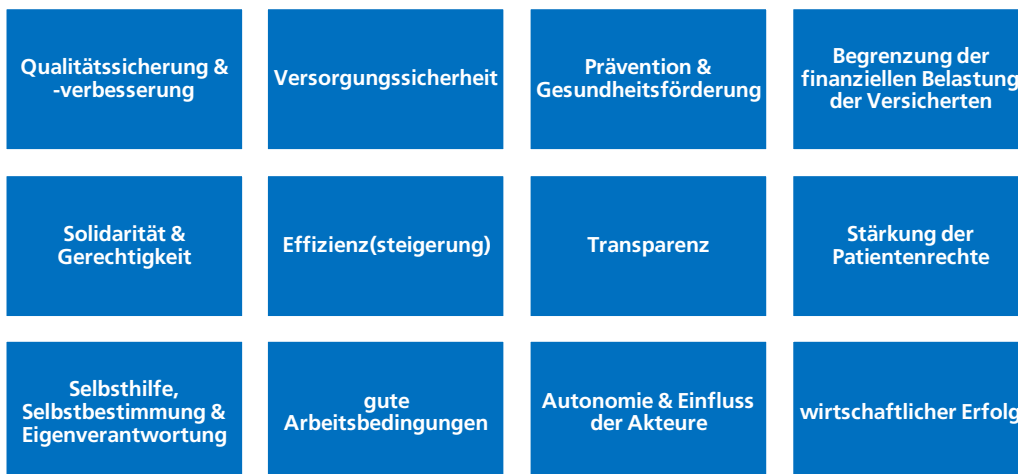 Qualitätssicherung &
-verbesserung
Versorgungssicherheit
Prävention &
Gesundheitsförderung
Begrenzung der
finanziellen Belastung
der Versicherten
Solidarität &
Gerechtigkeit
Effizienz(steigerung)
Transparenz
Stärkung der
Patientenrechte
Selbsthilfe,
Selbstbestimmung &
Eigenverantwortung
gute
Arbeitsbedingungen
Autonomie & Einfluss
der Akteure
wirtschaftlicher Erfolg